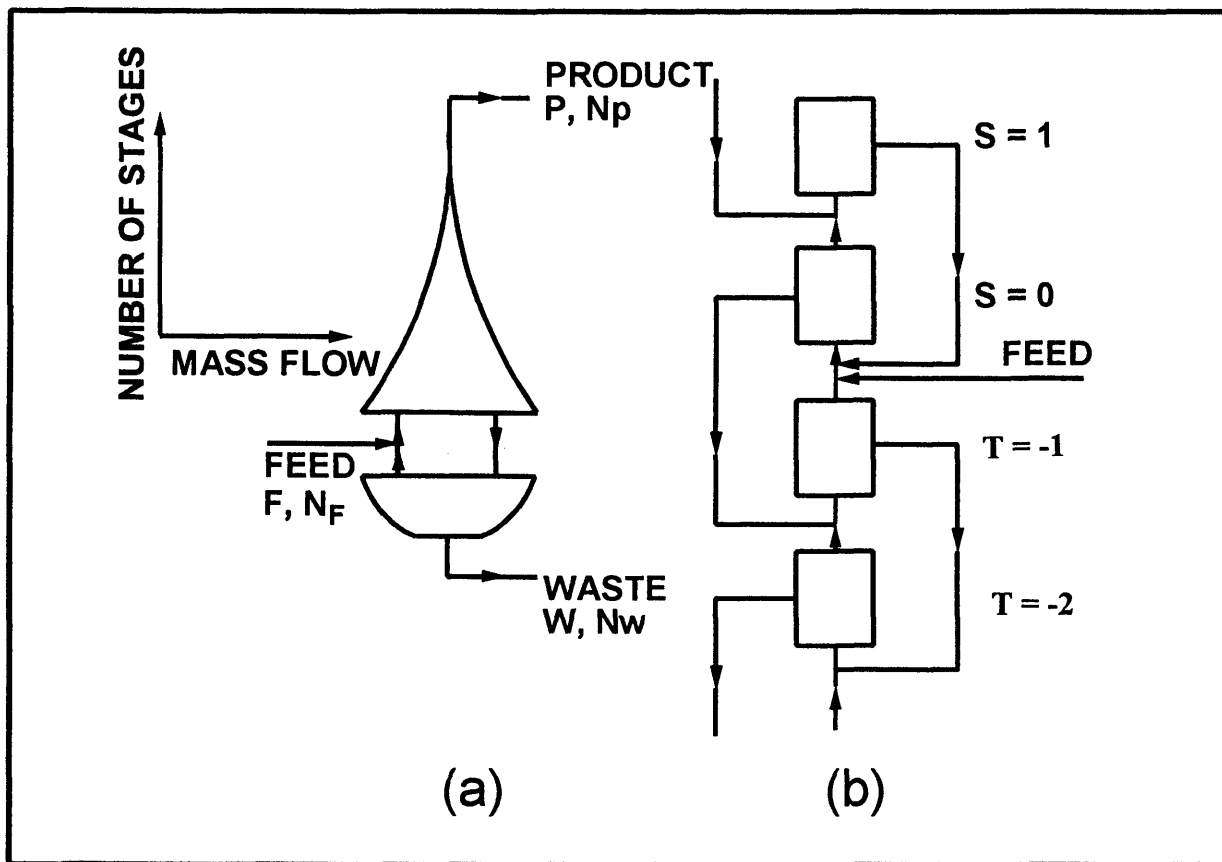 NUMBER OF STAGES
MASS FLOW
PRODUCT
P, Np
FEED
F, NF
WASTE
W, Nw
(a)
S = 1
S = 0
FEED
T = -1
T = -2
(b)